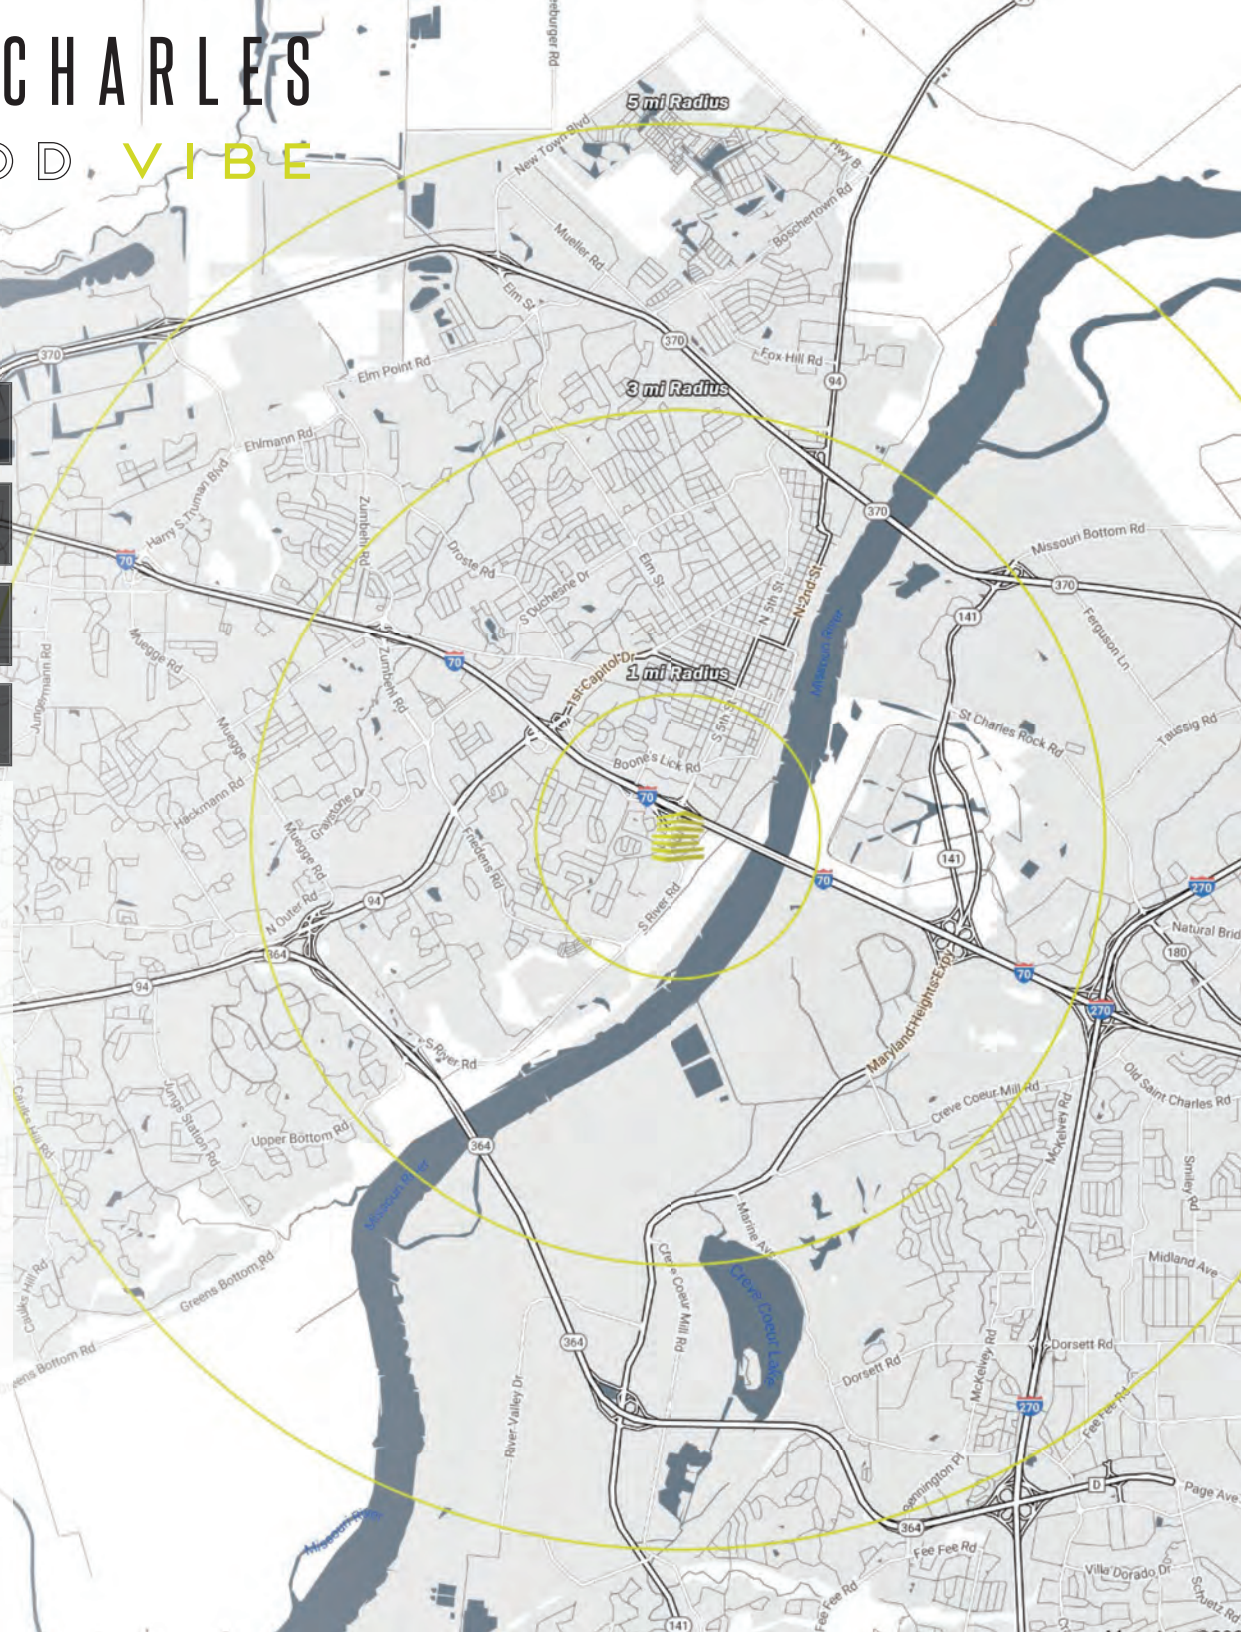 CHARLES
OD VIBE
5 mi Radius
New Town Blvd
Hwy B
Boschertown Rd
Mueller Rd
Elm St
370
370
Fox Hill Rd
Elm Point Rd
94
3 mi Radius
Ehlmann Rd
Harry S Truman Blvd
Zumbehl Rd
370
Missouri Bottom Rd
70
Droste Rd
Elm St
S Duchesne Dr
N 5th St
N 2nd St
370
141
Ferguson Ln
Missouri River
Muegge Rd
Jungermann Rd
Zumbehl Rd
70
1st Capitol Dr
1 mi Radius
S 5th St
St Charles Rock Rd
Taussig Rd
Muegge
Boone's Lick Rd
Hackmann Rd
Graystone D
70
Muegge Rd
Friedens Rd
141
70
270
94
S River Rd
N Outer Rd
Natural Brid
364
180
94
70
270
Maryland Heights Expy
S River Rd
Old Saint Charles Rd
Creve Coeur Mill Rd
McKelvey Rd
Caulks Hill Rd
Jungs Station Rd
Upper Bottom Rd
364
Smiley Rd
Missouri River
Marine Ave
Midland Ave
Creve Coeur Mill Rd
Creve Coeur Lake
Caulks Hill Rd
Greens Bottom Rd
364
Dorsett Rd
Dorsett Rd
McKelvey Rd
eens Bottom Rd
River Valley Dr
270
Fee Fee Rd
ennington Pl
D
Page Ave
Missouri River
364
Fee Fee Rd
Villa Dorado Dr
Schuetz Rd
Fee Fee Rd
141